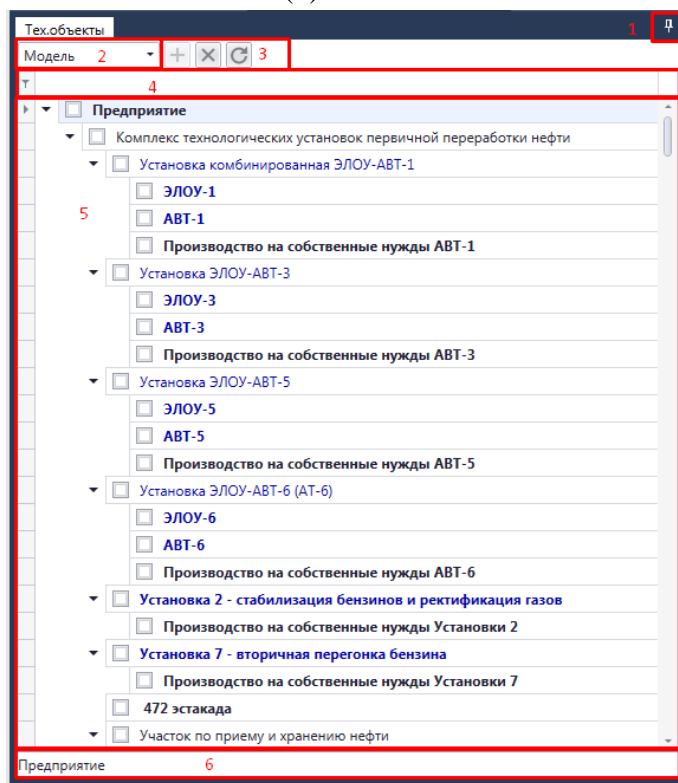 Тех.объекты 1
Модель 2 3
4
Предприятие
Комплекс технологических установок первичной переработки нефти
Установка комбинированная ЭЛОУ-АВТ-1
ЭЛОУ-1
5 АВТ-1
Производство на собственные нужды АВТ-1
Установка ЭЛОУ-АВТ-3
ЭЛОУ-3
АВТ-3
Производство на собственные нужды АВТ-3
Установка ЭЛОУ-АВТ-5
ЭЛОУ-5
АВТ-5
Производство на собственные нужды АВТ-5
Установка ЭЛОУ-АВТ-6 (АТ-6)
ЭЛОУ-6
АВТ-6
Производство на собственные нужды АВТ-6
Установка 2 - стабилизация бензинов и ректификация газов
Производство на собственные нужды Установки 2
Установка 7 - вторичная перегонка бензина
Производство на собственные нужды Установки 7
472 эстакада
Участок по приему и хранению нефти
Предприятие 6